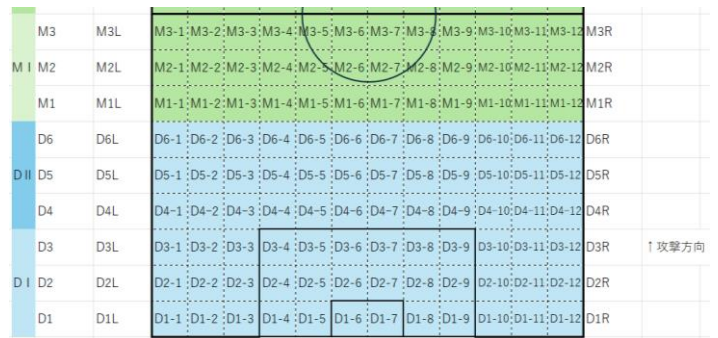 M3 M3L M3-1 M3-2 M3-3 M3-4 M3-5 M3-6 M3-7 M3-8 M3-9 M3-10 M3-11 M3-12 M3R
M I M2 M2L M2-1 M2-2 M2-3 M2-4 M2-5 M2-6 M2-7 M2-8 M2-9 M2-10 M2-11 M2-12 M2R
M1 M1L M1-1 M1-2 M1-3 M1-4 M1-5 M1-6 M1-7 M1-8 M1-9 M1-10 M1-11 M1-12 M1R
D6 D6L D6-1 D6-2 D6-3 D6-4 D6-5 D6-6 D6-7 D6-8 D6-9 D6-10 D6-11 D6-12 D6R
D II D5 D5L D5-1 D5-2 D5-3 D5-4 D5-5 D5-6 D5-7 D5-8 D5-9 D5-10 D5-11 D5-12 D5R
D4 D4L D4-1 D4-2 D4-3 D4-4 D4-5 D4-6 D4-7 D4-8 D4-9 D4-10 D4-11 D4-12 D4R
D3 D3L D3-1 D3-2 D3-3 D3-4 D3-5 D3-6 D3-7 D3-8 D3-9 D3-10 D3-11 D3-12 D3R ↑攻撃方向
D I D2 D2L D2-1 D2-2 D2-3 D2-4 D2-5 D2-6 D2-7 D2-8 D2-9 D2-10 D2-11 D2-12 D2R
D1 D1L D1-1 D1-2 D1-3 D1-4 D1-5 D1-6 D1-7 D1-8 D1-9 D1-10 D1-11 D1-12 D1R